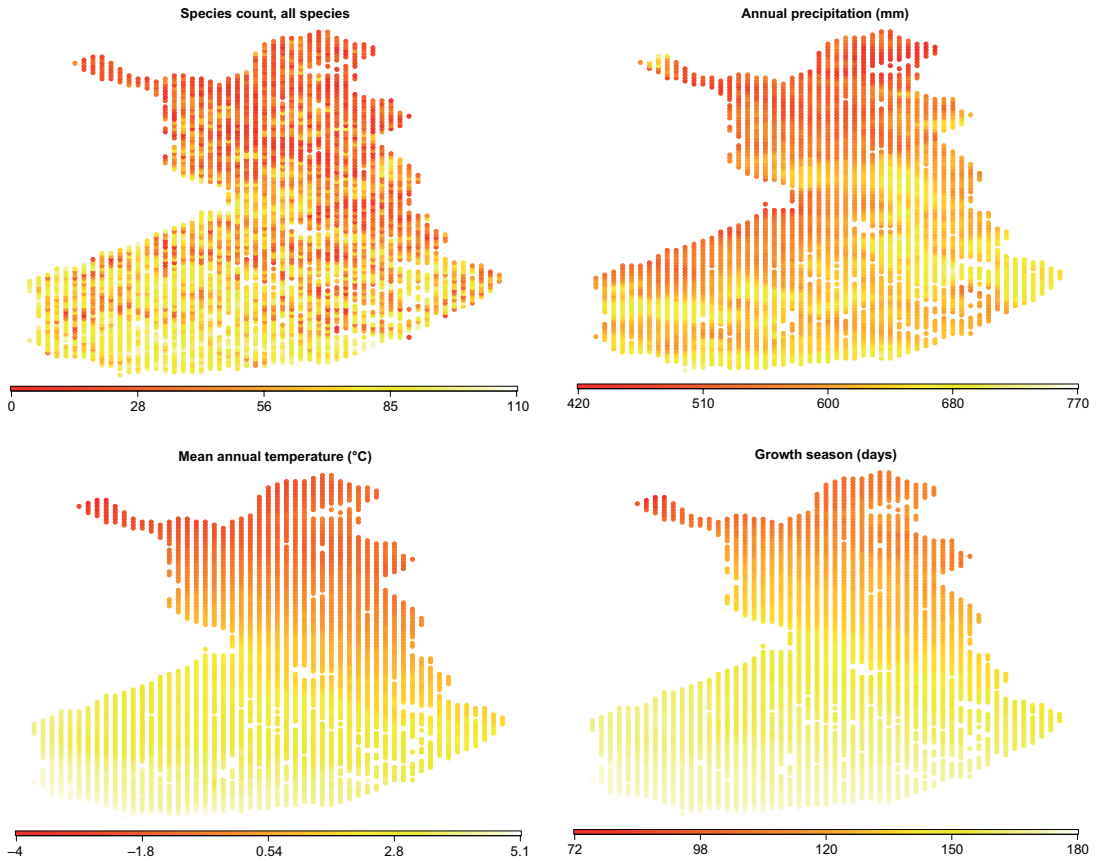 Species count, all species
Annual precipitation (mm)
0 28 56 85 110
420 510 600 680 770
Mean annual temperature (°C)
Growth season (days)
–4 –1.8 0.54 2.8 5.1
72 98 120 150 180